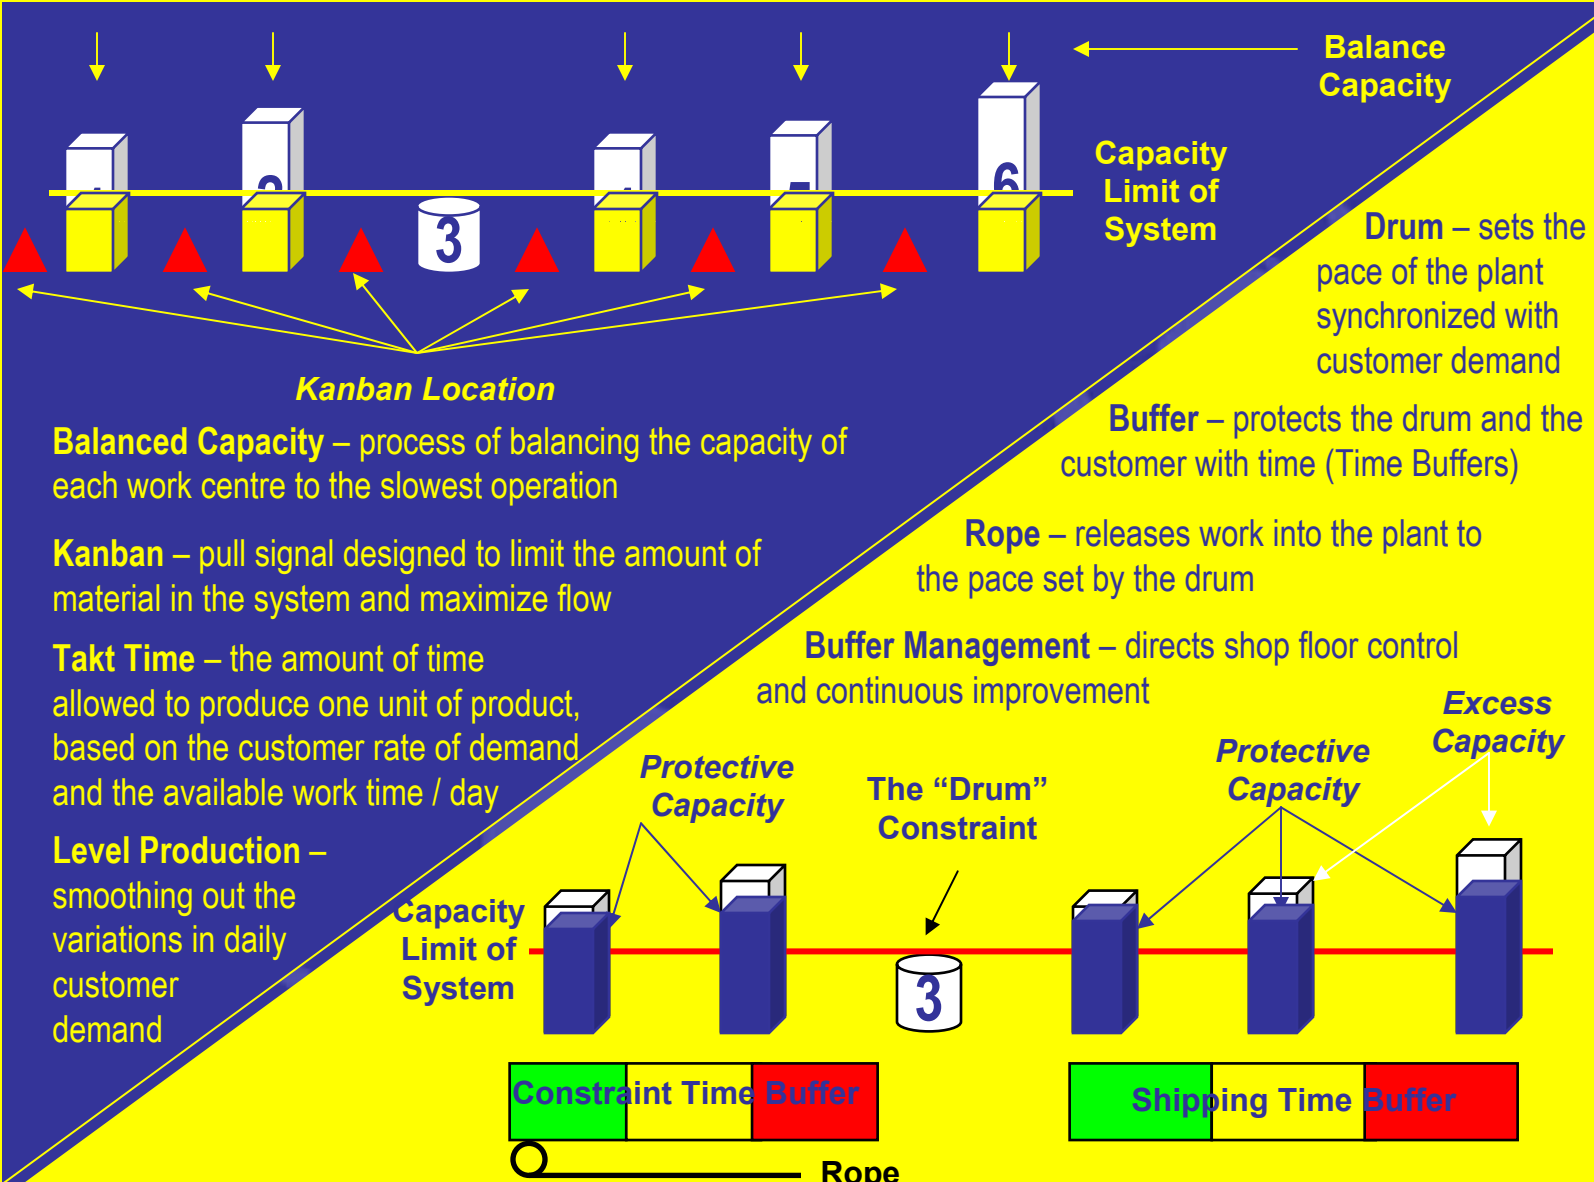 Balance
Capacity
Capacity
Limit of
System
6
3
Kanban Location
Balanced Capacity – process of balancing the capacity of
each work centre to the slowest operation
Kanban – pull signal designed to limit the amount of
material in the system and maximize flow
Takt Time – the amount of time
allowed to produce one unit of product,
based on the customer rate of demand
and the available work time / day
Level Production –
smoothing out the
variations in daily
customer
demand
Drum – sets the
pace of the plant
synchronized with
customer demand
Buffer – protects the drum and the
customer with time (Time Buffers)
Rope – releases work into the plant to
the pace set by the drum
Buffer Management – directs shop floor control
and continuous improvement
Excess
Capacity
Protective
Capacity
The “Drum”
Constraint
Protective
Capacity
Capacity
Limit of
System
3
Constraint Time Buffer
Shipping Time Buffer
Rope